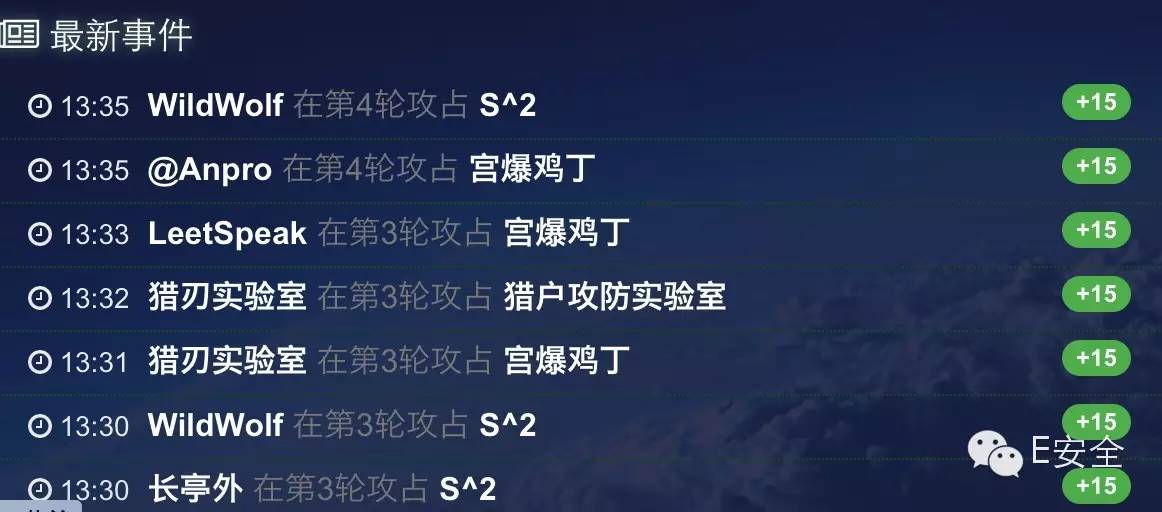 最新事件
13:35 WildWolf 在第4轮攻占 S^2 +15
13:35 @Anpro 在第4轮攻占 宫爆鸡丁 +15
13:33 LeetSpeak 在第3轮攻占 宫爆鸡丁 +15
13:32 猎刃实验室 在第3轮攻占 猎户攻防实验室 +15
13:31 猎刃实验室 在第3轮攻占 宫爆鸡丁 +15
13:30 WildWolf 在第3轮攻占 S^2 +15
E安全
13:30 长亭外 在第3轮攻占 S^2 +15